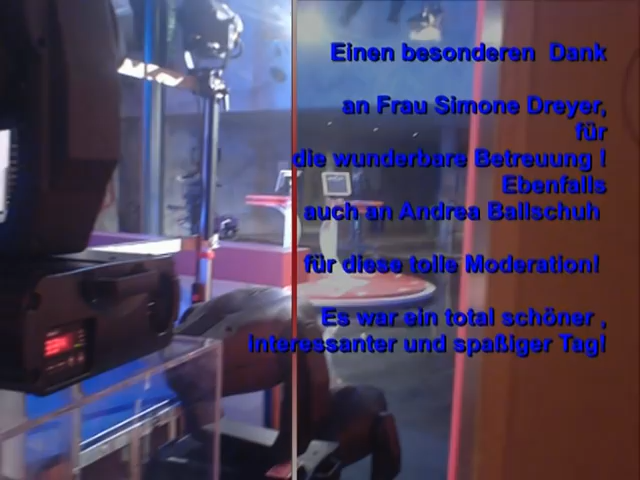 Einen besonderen Dank
an Frau Simone Dreyer,
für
die wunderbare Betreuung !
Ebenfalls
auch an Andrea Ballschuh
für diese tolle Moderation!
Es war ein total schöner ,
Interessanter und spaßiger Tag!